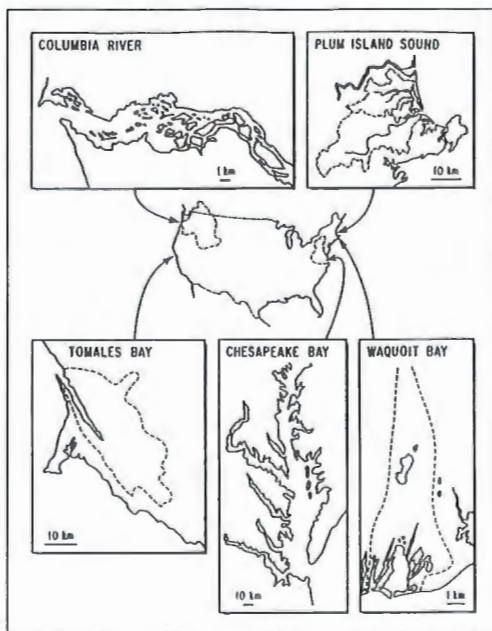 COLUMBIA RIVER
1 km
PLUM ISLAND SOUND
10 km
TOMALES BAY
10 km
CHESAPEAKE BAY
10 km
WAQUOIT BAY
1 km